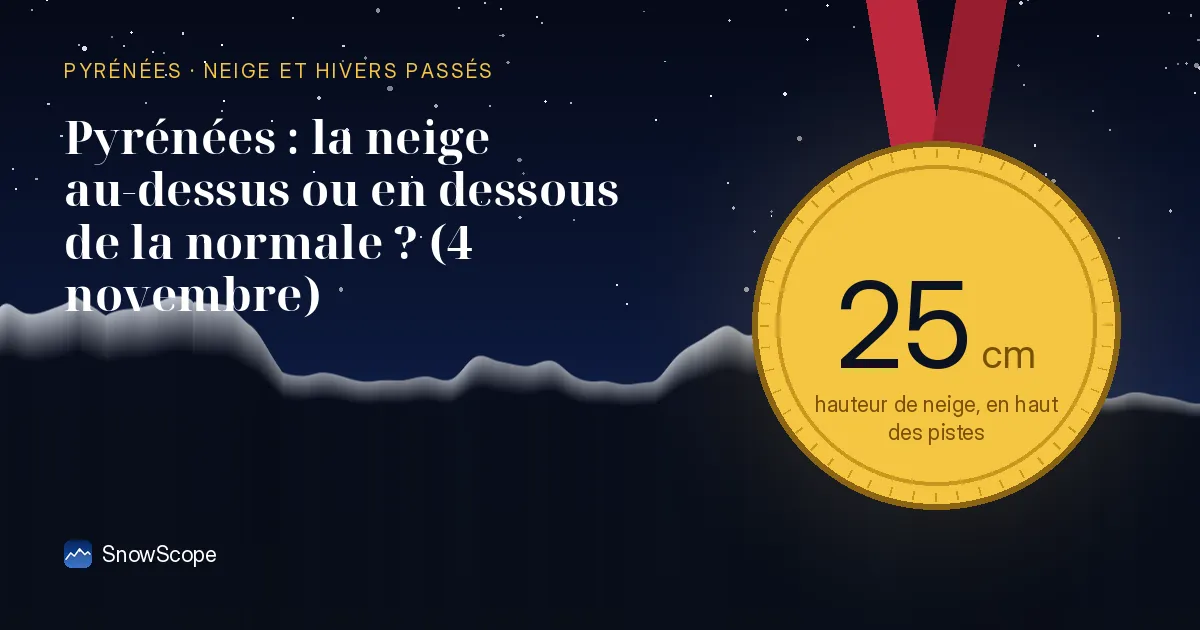 PYRÉNÉES · NEIGE ET HIVERS PASSÉS
Pyrénées : la neige
au-dessus ou en dessous
de la normale ? (4
novembre)
25 cm
hauteur de neige, en haut
des pistes
SnowScope